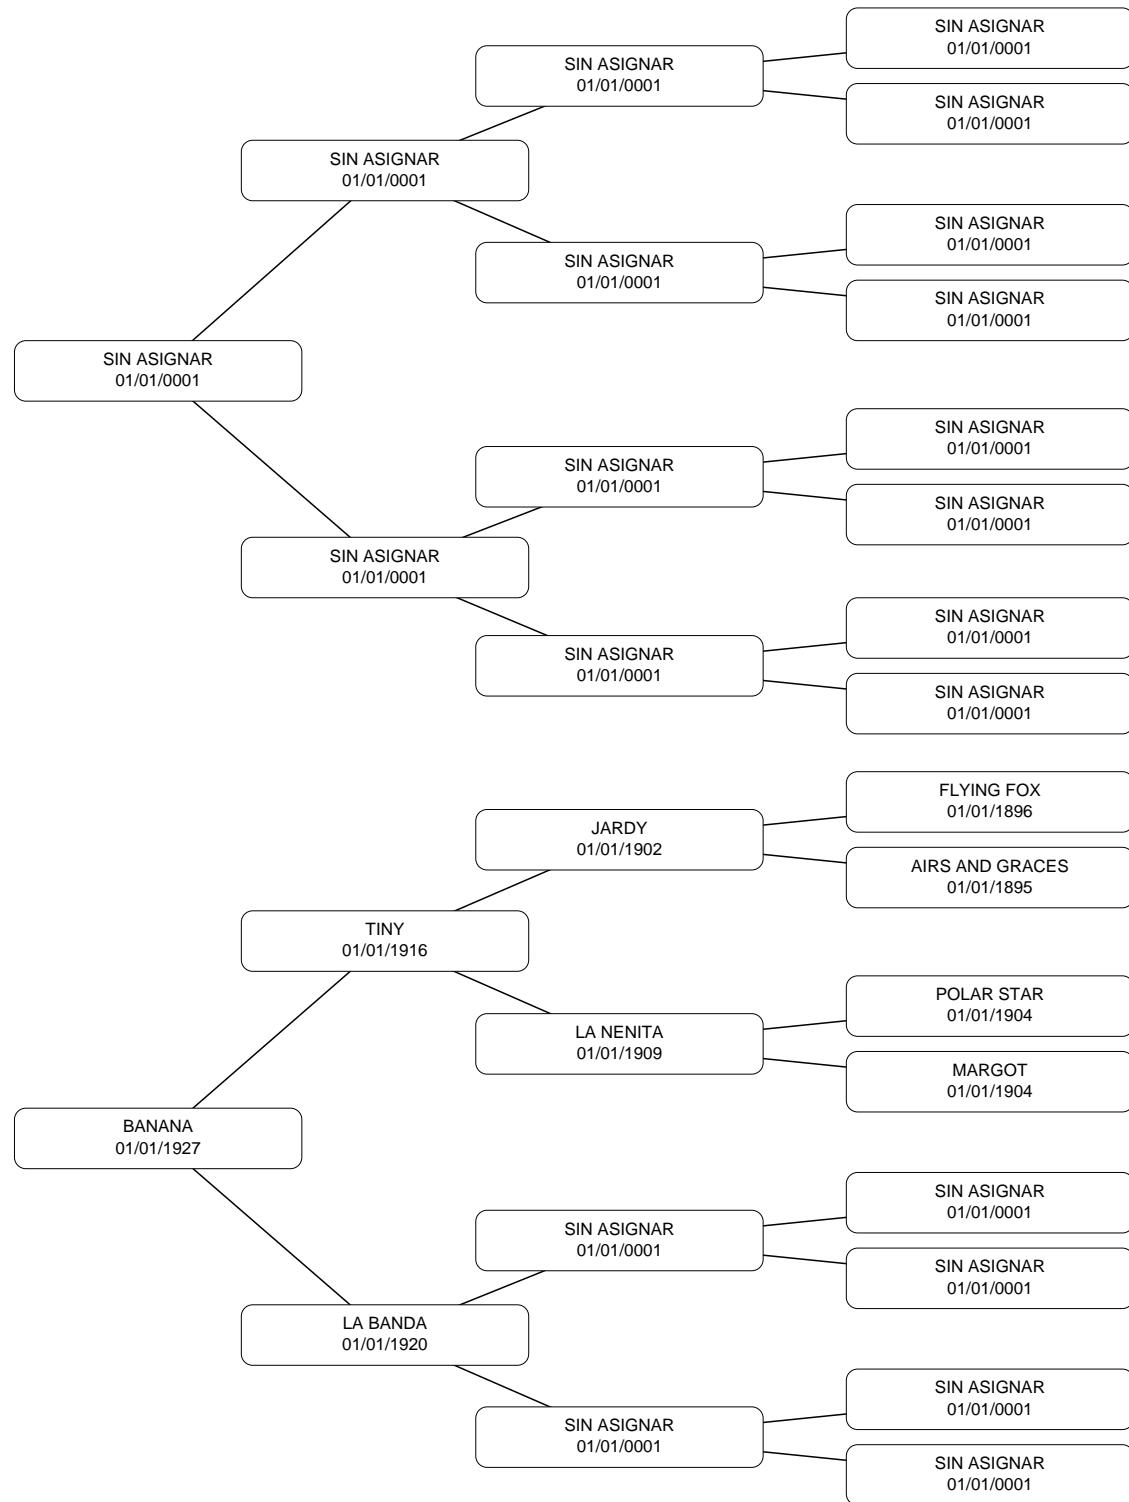 SIN ASIGNAR
01/01/0001
SIN ASIGNAR
01/01/0001
SIN ASIGNAR
01/01/0001
SIN ASIGNAR
01/01/0001
SIN ASIGNAR
01/01/0001
SIN ASIGNAR
01/01/0001
SIN ASIGNAR
01/01/0001
SIN ASIGNAR
01/01/0001
SIN ASIGNAR
01/01/0001
SIN ASIGNAR
01/01/0001
SIN ASIGNAR
01/01/0001
SIN ASIGNAR
01/01/0001
SIN ASIGNAR
01/01/0001
SIN ASIGNAR
01/01/0001
SIN ASIGNAR
01/01/0001
FLYING FOX
01/01/1896
JARDY
01/01/1902
AIRS AND GRACES
01/01/1895
TINY
01/01/1916
POLAR STAR
01/01/1904
LA NENITA
01/01/1909
MARGOT
01/01/1904
BANANA
01/01/1927
SIN ASIGNAR
01/01/0001
SIN ASIGNAR
01/01/0001
SIN ASIGNAR
01/01/0001
LA BANDA
01/01/1920
SIN ASIGNAR
01/01/0001
SIN ASIGNAR
01/01/0001
SIN ASIGNAR
01/01/0001